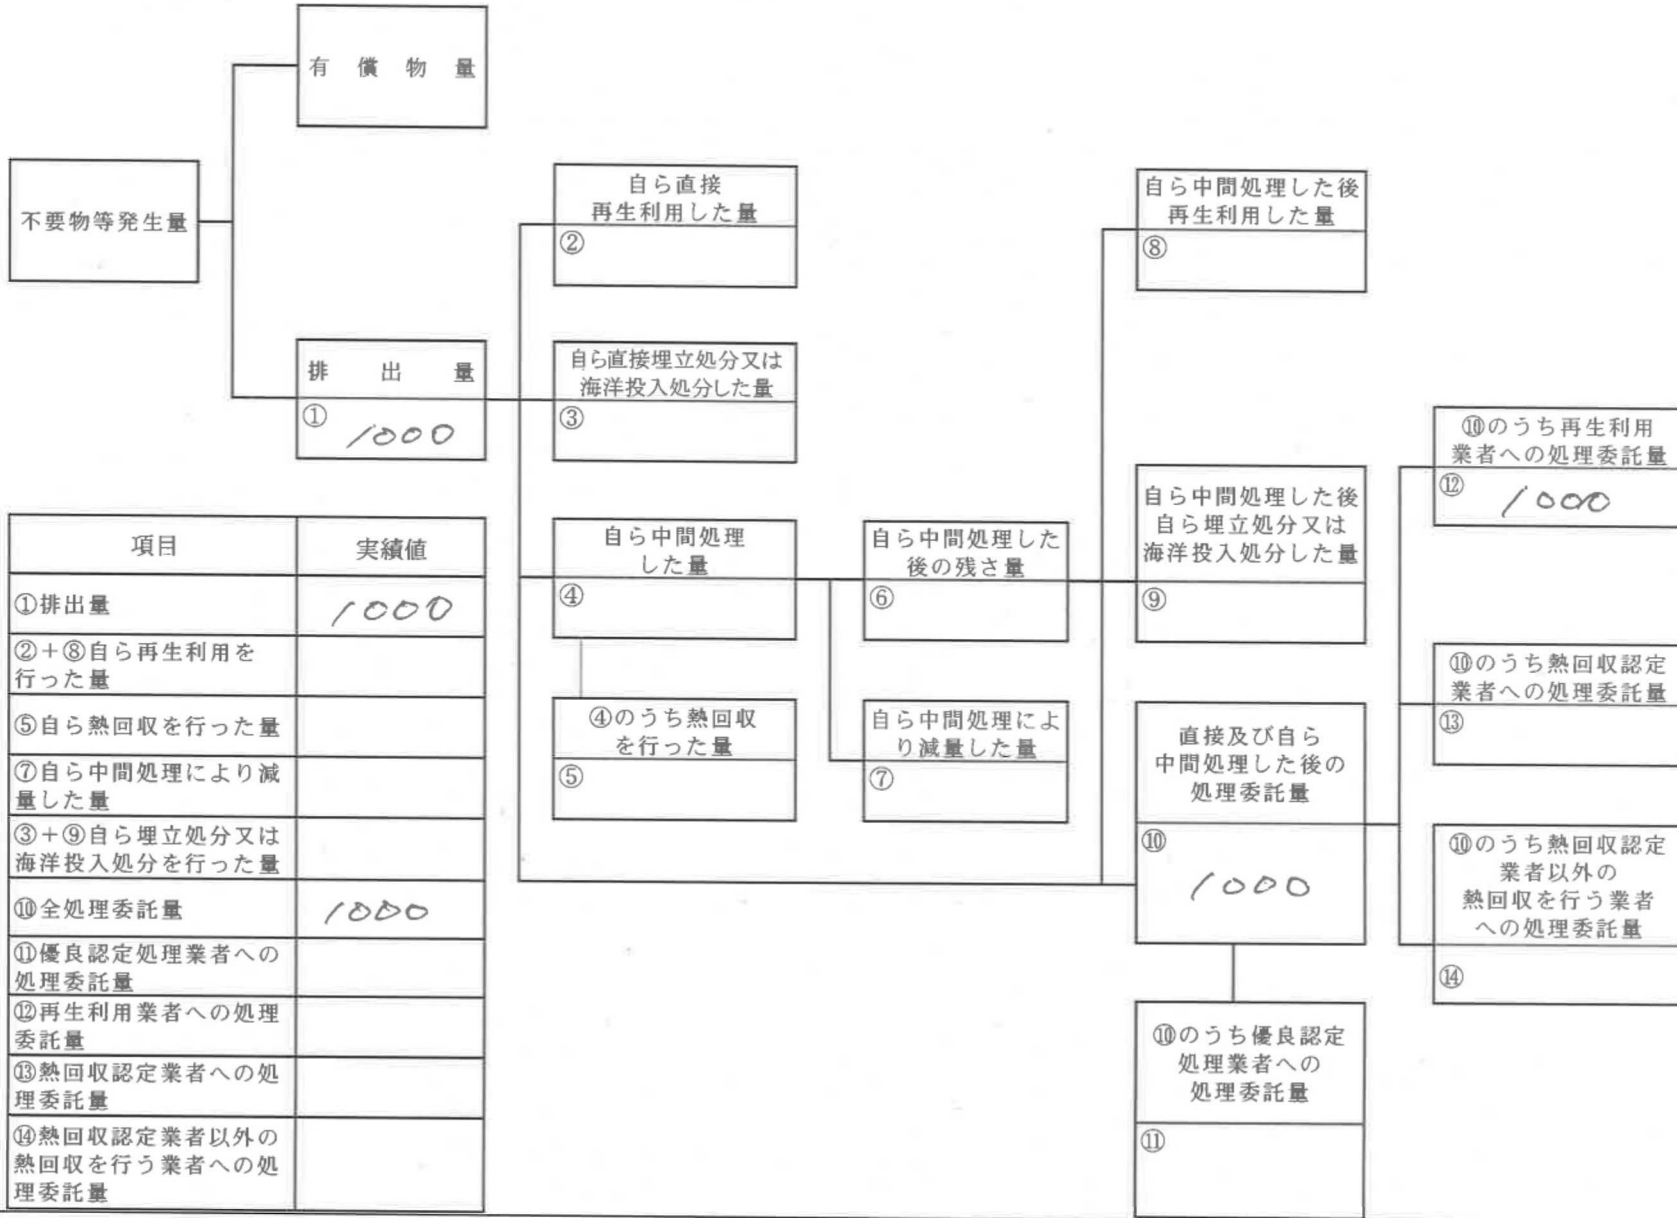 有償物量
不要物等発生量
排出量
① 1000
自ら直接
再生利用した量
②
自ら直接埋立処分又は
海洋投入処分した量
③
自ら中間処理
した量
④
④のうち熱回収
を行った量
⑤
自ら中間処理した
後の残さ量
⑥
自ら中間処理によ
り減量した量
⑦
自ら中間処理した後
再生利用した量
⑧
自ら中間処理した後
自ら埋立処分又は
海洋投入処分した量
⑨
直接及び自ら
中間処理した後の
処理委託量
⑩
1000
⑩のうち優良認定
処理業者への
処理委託量
⑪
⑩のうち再生利用
業者への処理委託量
⑫ 1000
⑩のうち熱回収認定
業者への処理委託量
⑬
⑩のうち熱回収認定
業者以外の
熱回収を行う業者
への処理委託量
⑭
項目 実績値
①排出量 1000
②+⑧自ら再生利用を
行った量
⑤自ら熱回収を行った量
⑦自ら中間処理により減
量した量
③+⑨自ら埋立処分又は
海洋投入処分を行った量
⑩全処理委託量 1000
⑪優良認定処理業者への
処理委託量
⑫再生利用業者への処理
委託量
⑬熱回収認定業者への処
理委託量
⑭熱回収認定業者以外の
熱回収を行う業者への処
理委託量